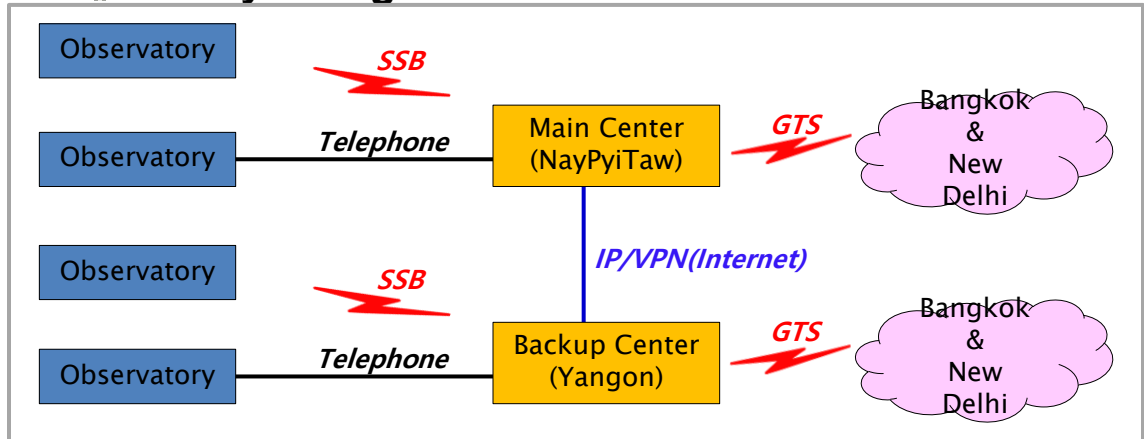 Observatory
SSB
Observatory
Telephone
Main Center
(NayPyiTaw)
GTS
Bangkok
&
New
Delhi
IP/VPN(Internet)
Observatory
SSB
Observatory
Telephone
Backup Center
(Yangon)
GTS
Bangkok
&
New
Delhi